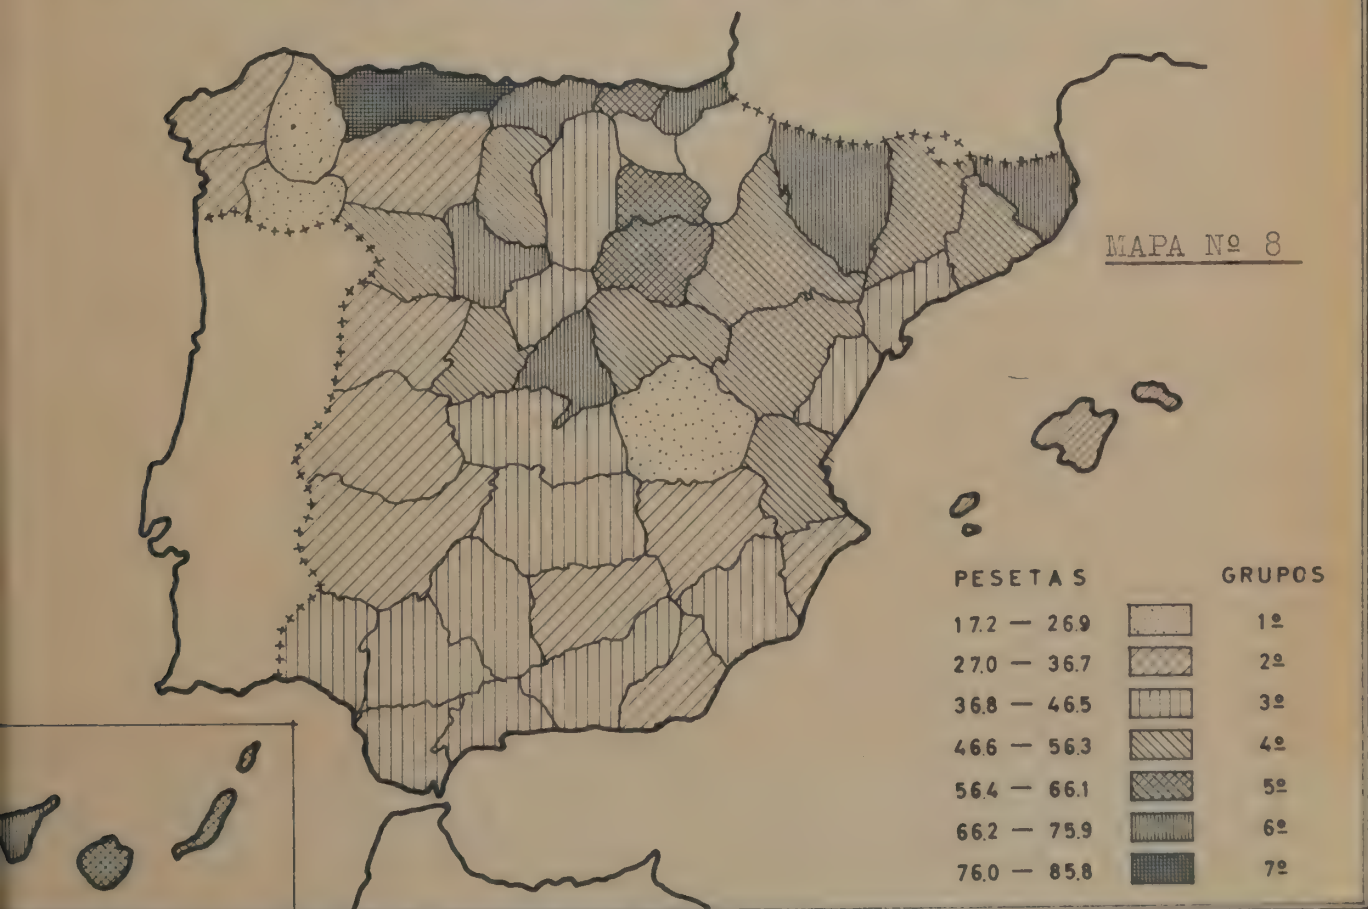 MAPA Nº 8
PESETAS GRUPOS
17.2 — 26.9 1º
27.0 — 36.7 2º
36.8 — 46.5 3º
46.6 — 56.3 4º
56.4 — 66.1 5º
66.2 — 75.9 6º
76.0 — 85.8 7º